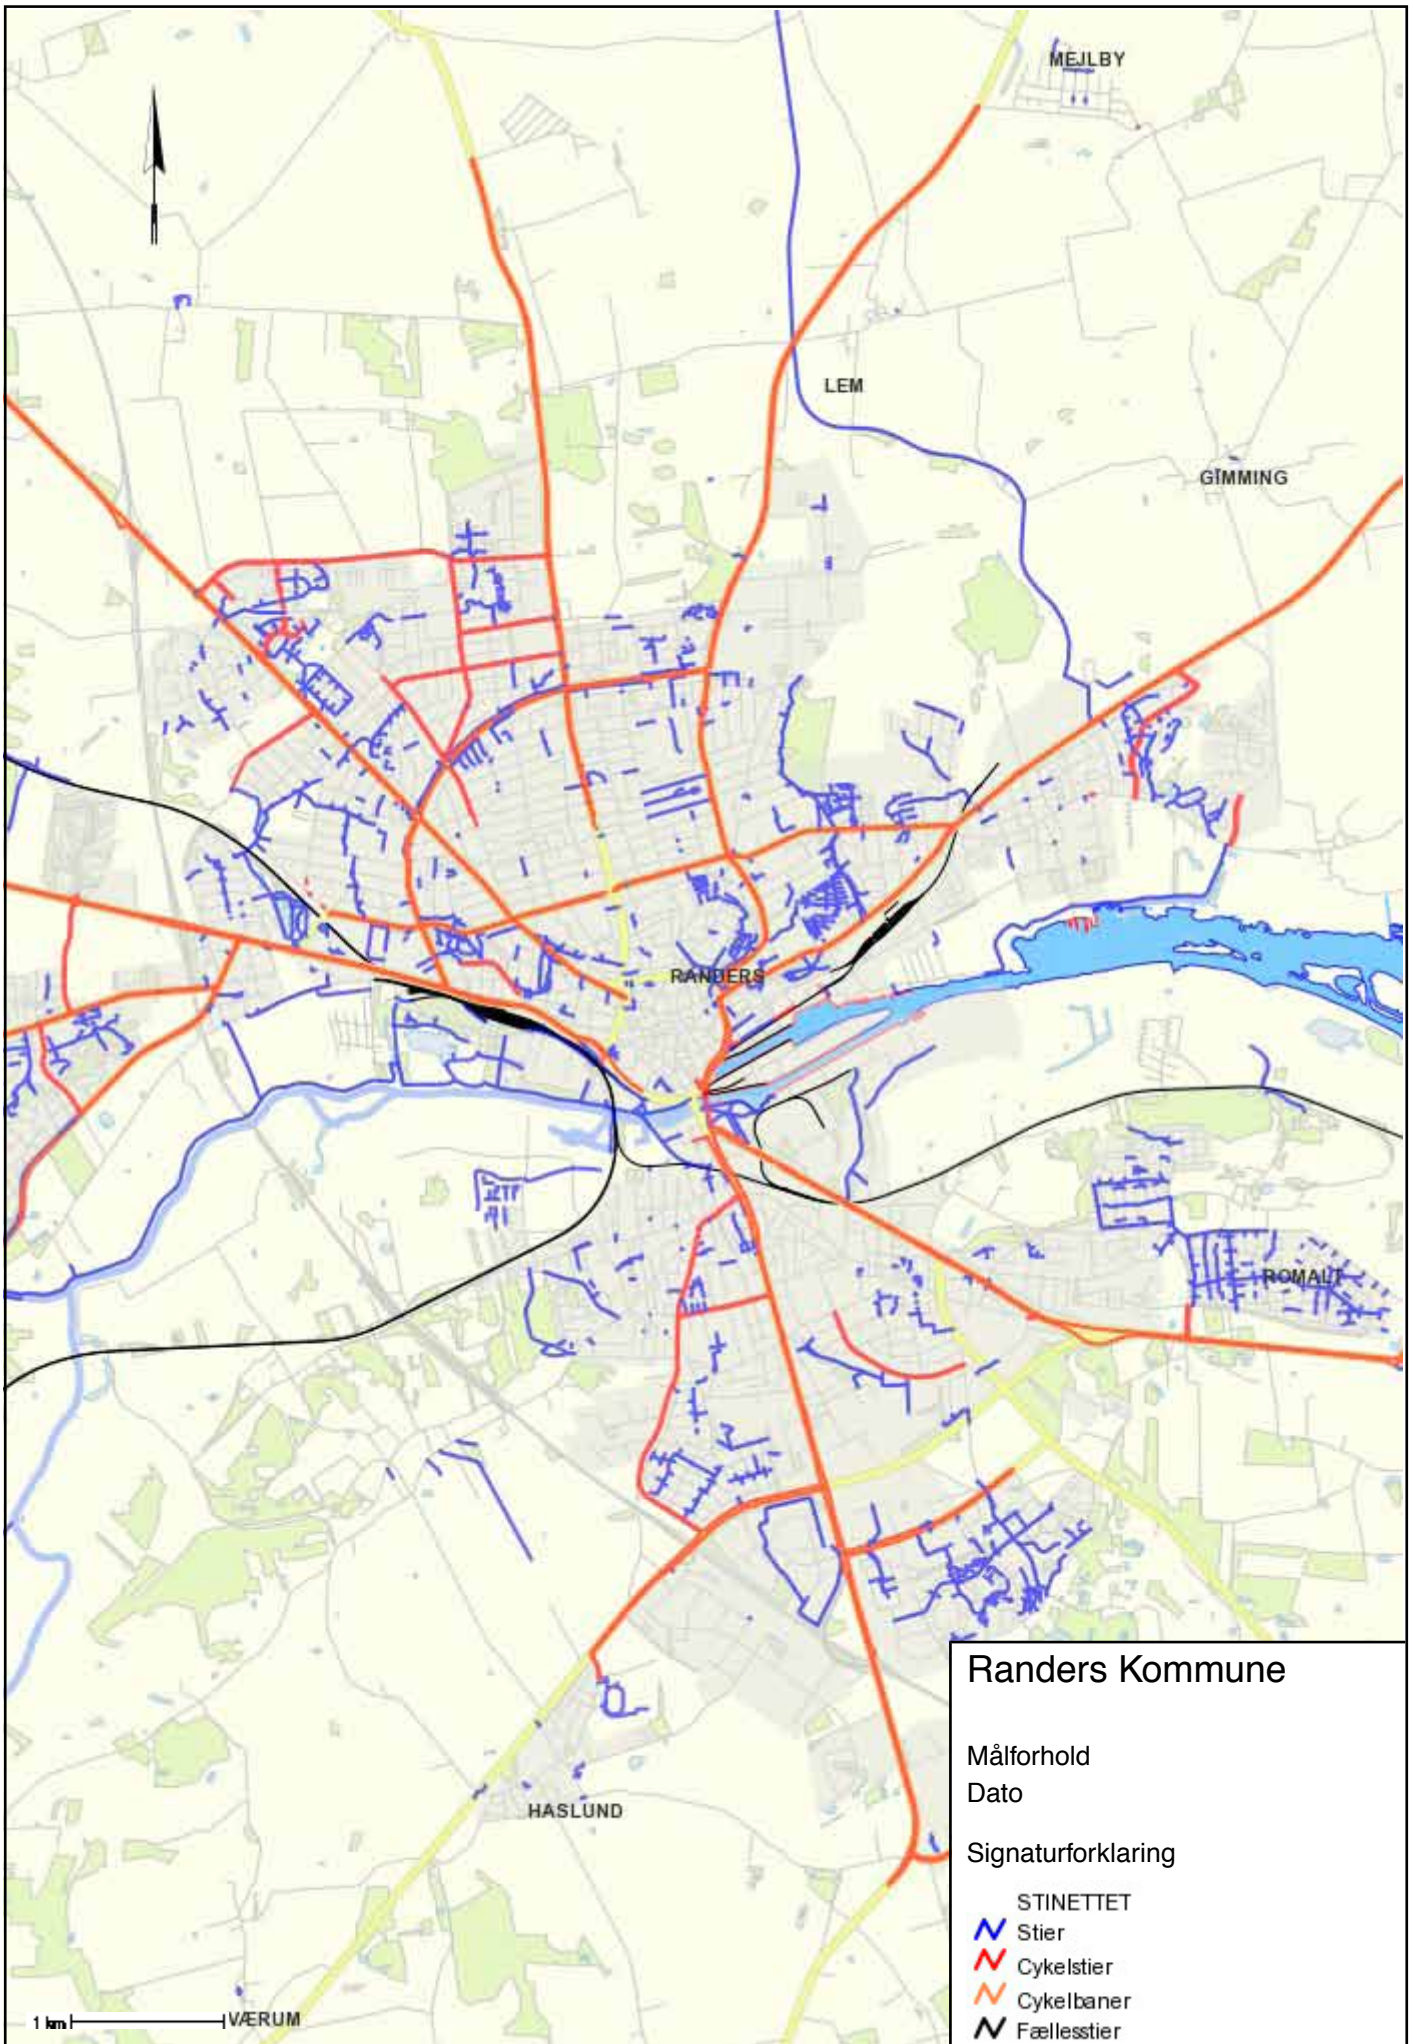 MEJLBY
LEM
GIMMING
RANDERS
ROMALT
HASLUND
1 km
VÆRUM
Randers Kommune
Målforhold
Dato
Signaturforklaring
STINETTET
Stier
Cykelstier
Cykelbaner
Fællesstier